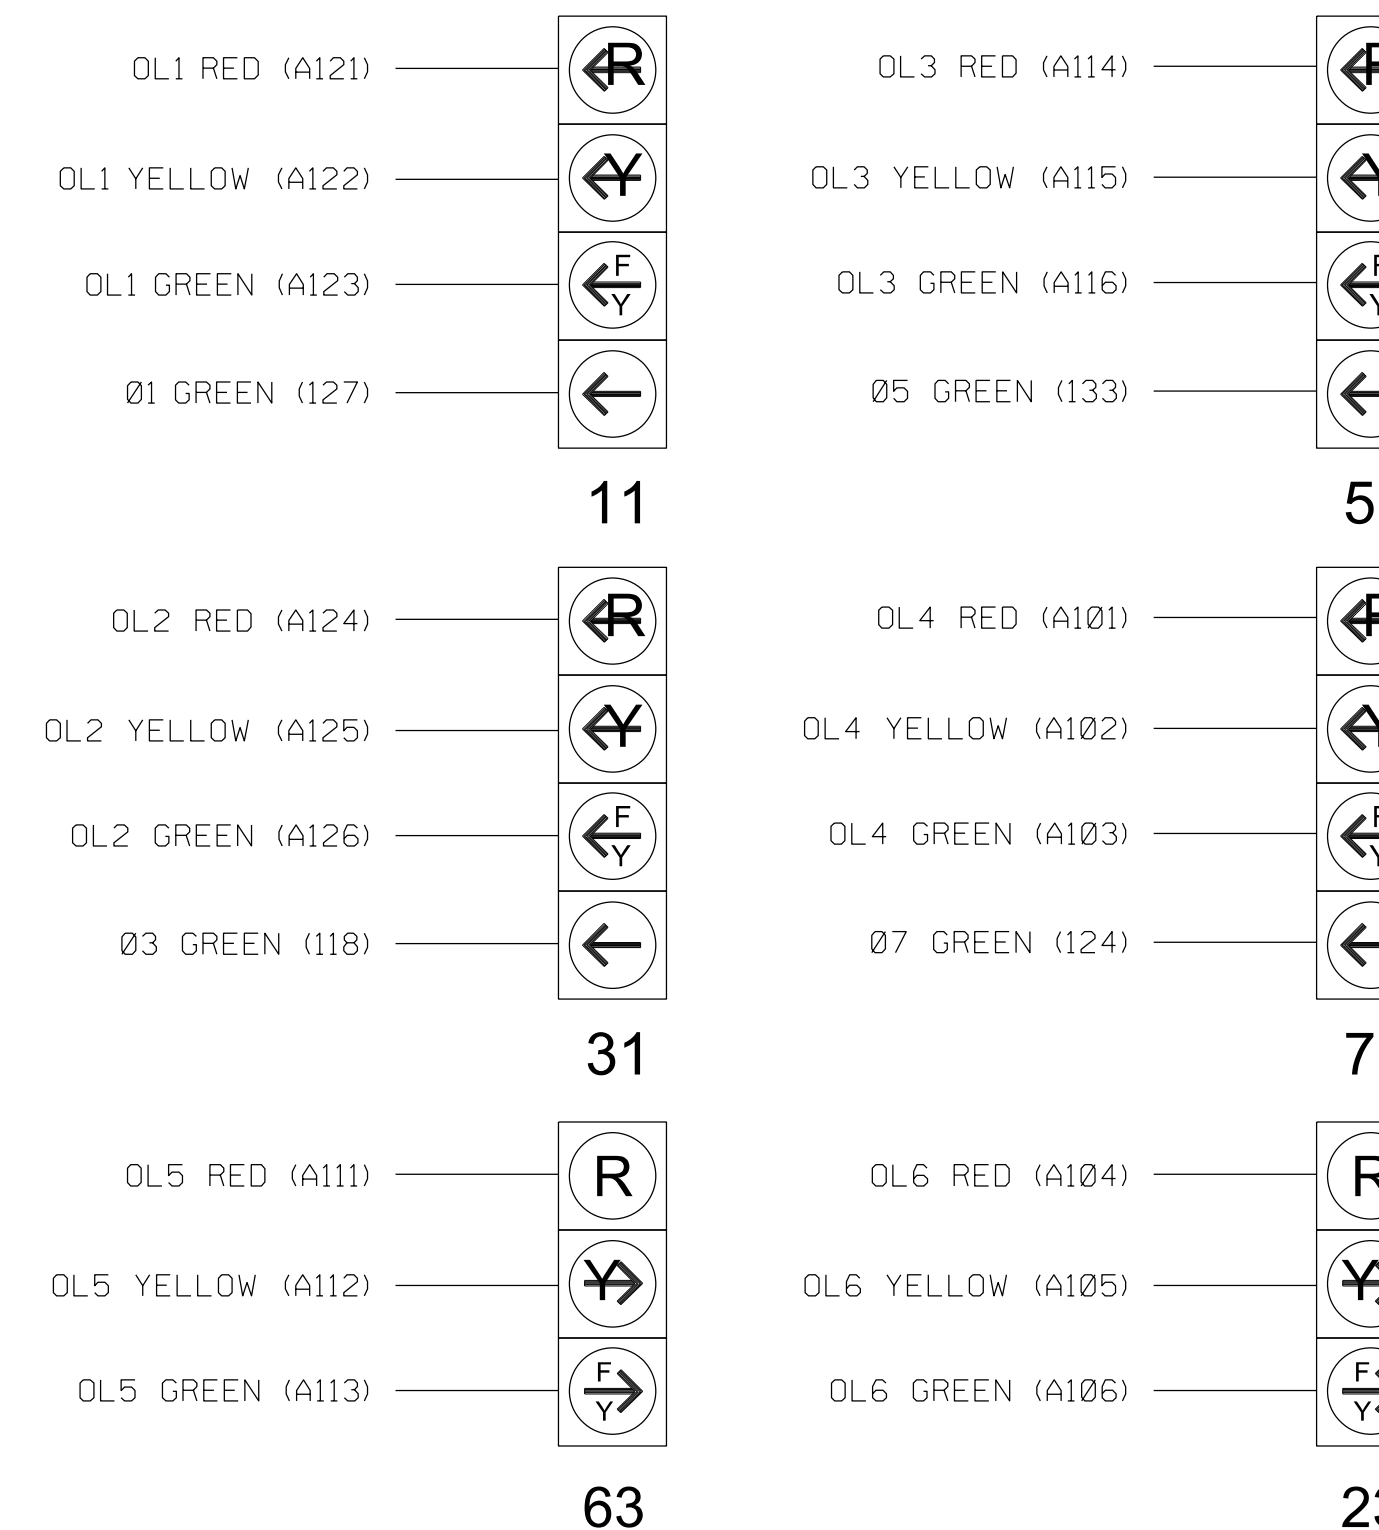 OL1 RED (A121)
R
OL1 YELLOW (A122)
Y
OL1 GREEN (A123)
F
Y
Ø1 GREEN (127)
11
OL3 RED (A114)
OL3 YELLOW (A115)
OL3 GREEN (A116)
Ø5 GREEN (133)
5
OL2 RED (A124)
R
OL2 YELLOW (A125)
Y
OL2 GREEN (A126)
F
Y
Ø3 GREEN (118)
31
OL4 RED (A1Ø1)
OL4 YELLOW (A1Ø2)
OL4 GREEN (A1Ø3)
Ø7 GREEN (124)
7
OL5 RED (A111)
R
OL5 YELLOW (A112)
Y
OL5 GREEN (A113)
F
Y
63
OL6 RED (A1Ø4)
R
OL6 YELLOW (A1Ø5)
Y
OL6 GREEN (A1Ø6)
F
Y
2